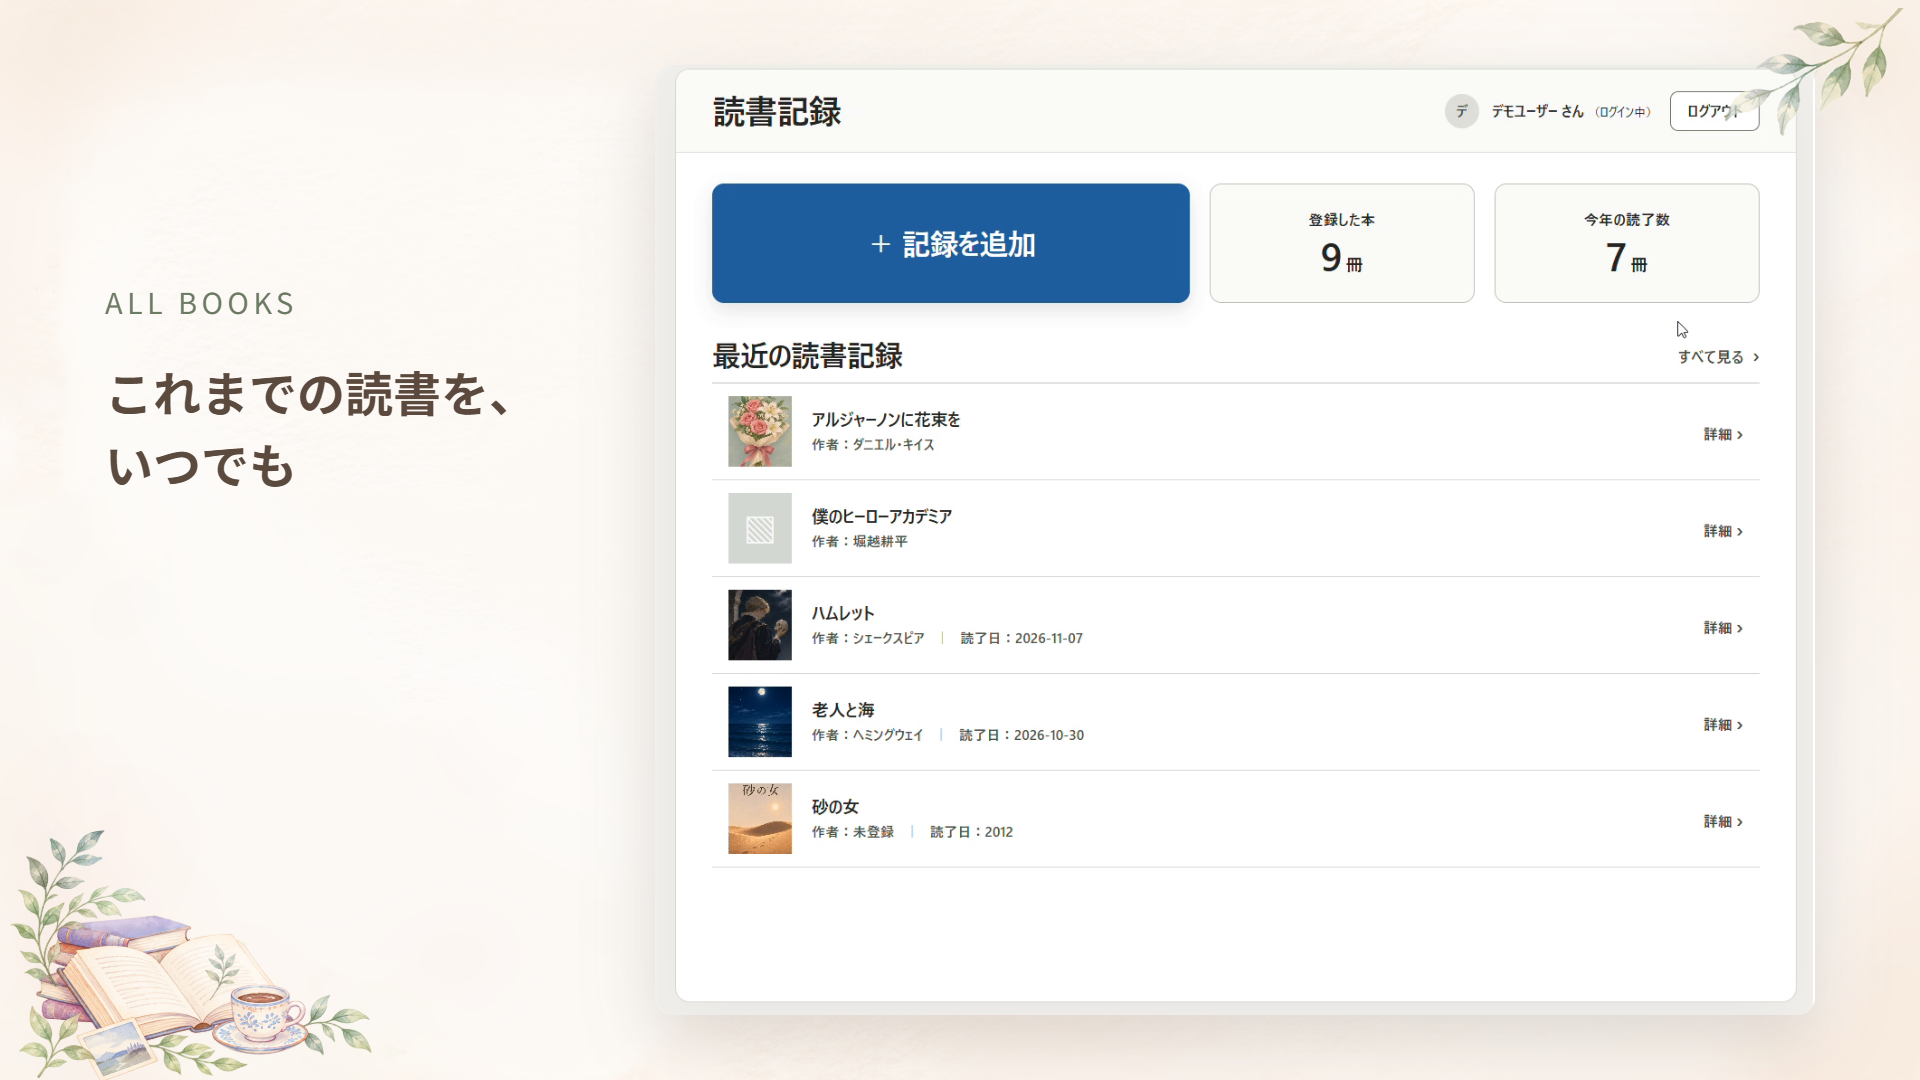 ALL BOOKS
これまでの読書を、
いつでも
読書記録
デ デモユーザー さん （ログイン中） ログアウト
＋ 記録を追加
登録した本
9 冊
今年の読了数
7 冊
最近の読書記録
すべて見る ›
アルジャーノンに花束を
作者：ダニエル・キイス
詳細 ›
僕のヒーローアカデミア
作者：堀越耕平
詳細 ›
ハムレット
作者：シェークスピア ｜ 読了日：2026-11-07
詳細 ›
老人と海
作者：ヘミングウェイ ｜ 読了日：2026-10-30
詳細 ›
砂の女
砂の女
作者：未登録 ｜ 読了日：2012
詳細 ›